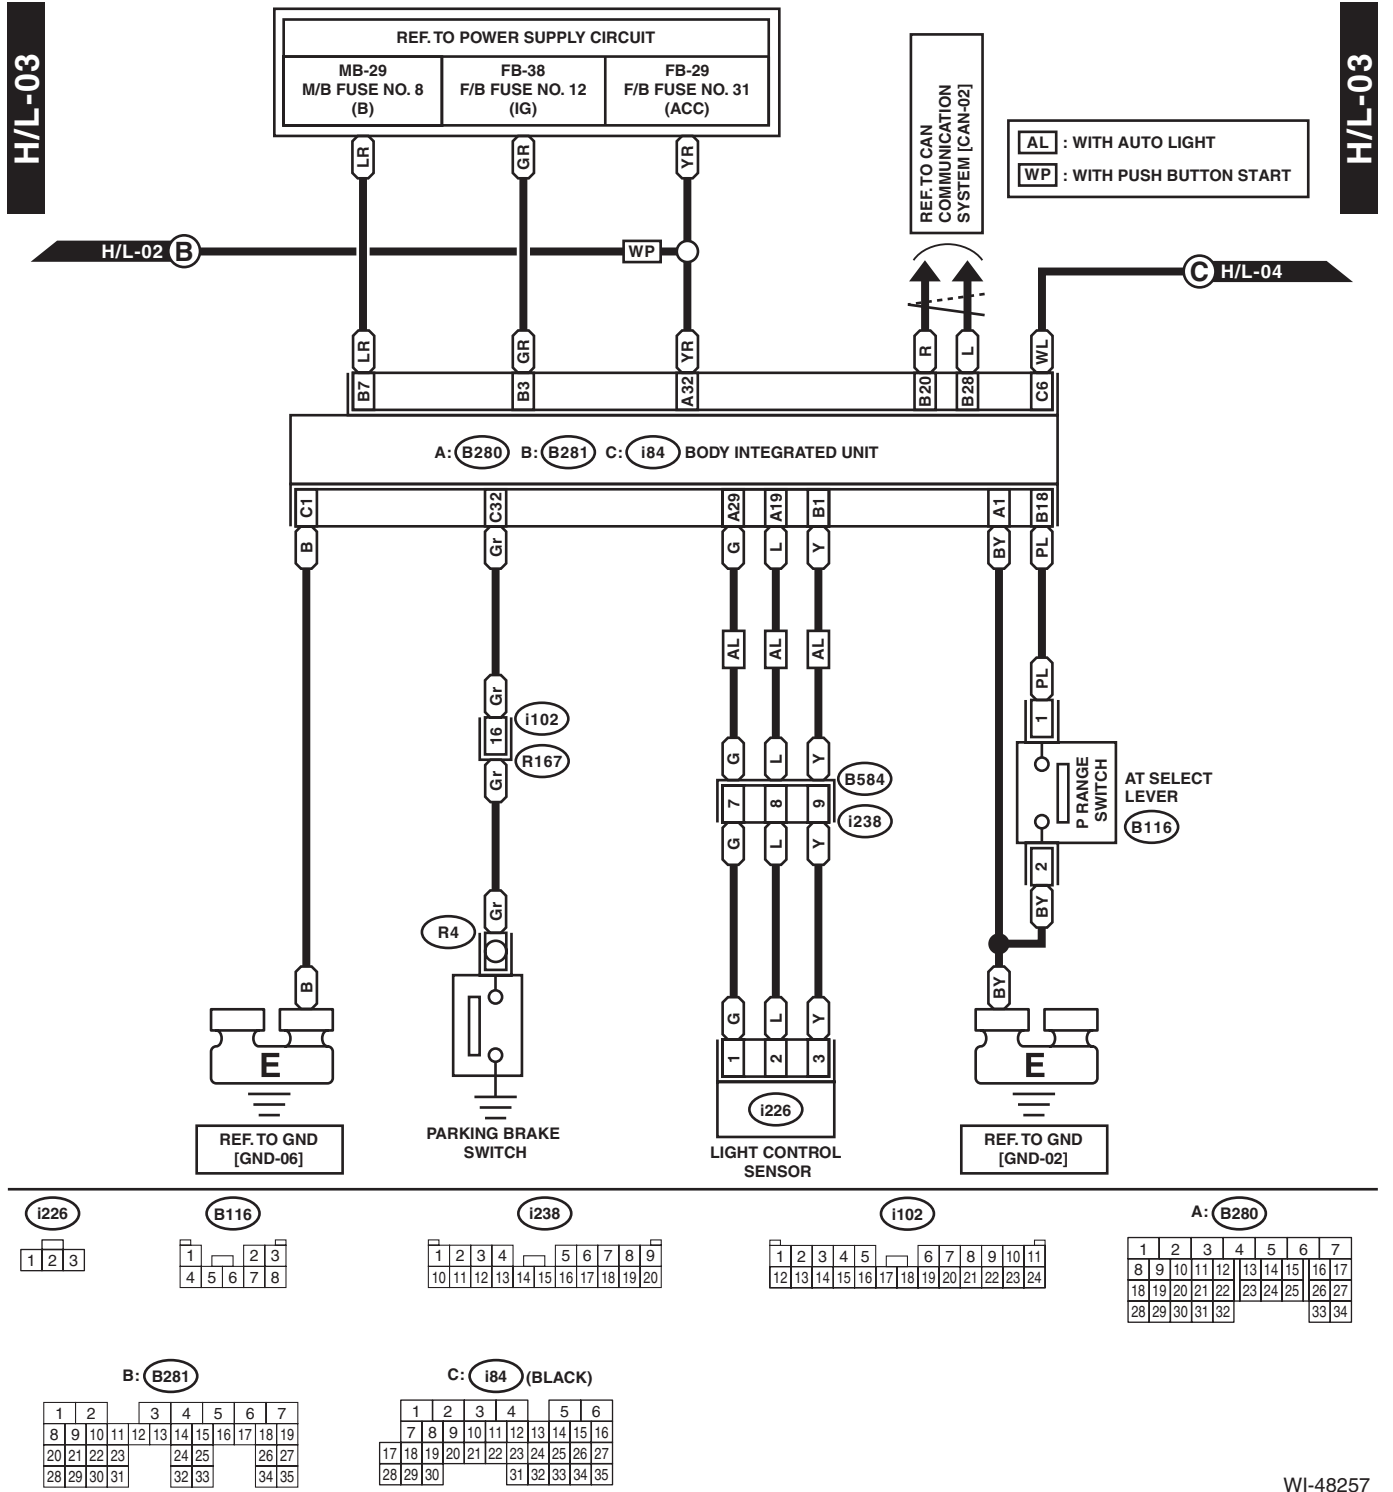 H/L-03
H/L-03
REF. TO POWER SUPPLY CIRCUIT
MB-29
M/B FUSE NO. 8
(B)
FB-38
F/B FUSE NO. 12
(IG)
FB-29
F/B FUSE NO. 31
(ACC)
REF. TO CAN
COMMUNICATION
SYSTEM [CAN-02]
AL : WITH AUTO LIGHT
WP : WITH PUSH BUTTON START
LR GR YR
H/L-02 B
WP
C H/L-04
LR GR YR R L WL
B7 B3 A32 B20 B28 C6
A: B280 B: B281 C: i84 BODY INTEGRATED UNIT
C1 C32 A29 A19 B1 A1 B18
B Gr G L Y BY PL
AL AL AL
Gr PL
16 i102
R167
Gr
1
G L Y
7 8 9
B584
i238
G L Y
P RANGE
SWITCH
AT SELECT
LEVER
B116
2
BY
Gr
R4
B G L Y BY
1 2 3
E
E
i226
REF. TO GND
[GND-06]
PARKING BRAKE
SWITCH
LIGHT CONTROL
SENSOR
REF. TO GND
[GND-02]
i226
1 2 3
B116
1 2 3
4 5 6 7 8
i238
1 2 3 4 5 6 7 8 9
10 11 12 13 14 15 16 17 18 19 20
i102
1 2 3 4 5 6 7 8 9 10 11
12 13 14 15 16 17 18 19 20 21 22 23 24
A: B280
1 2 3 4 5 6 7
8 9 10 11 12 13 14 15 16 17
18 19 20 21 22 23 24 25 26 27
28 29 30 31 32 33 34
B: B281
1 2 3 4 5 6 7
8 9 10 11 12 13 14 15 16 17 18 19
20 21 22 23 24 25 26 27
28 29 30 31 32 33 34 35
C: i84 (BLACK)
1 2 3 4 5 6
7 8 9 10 11 12 13 14 15 16
17 18 19 20 21 22 23 24 25 26 27
28 29 30 31 32 33 34 35
WI-48257